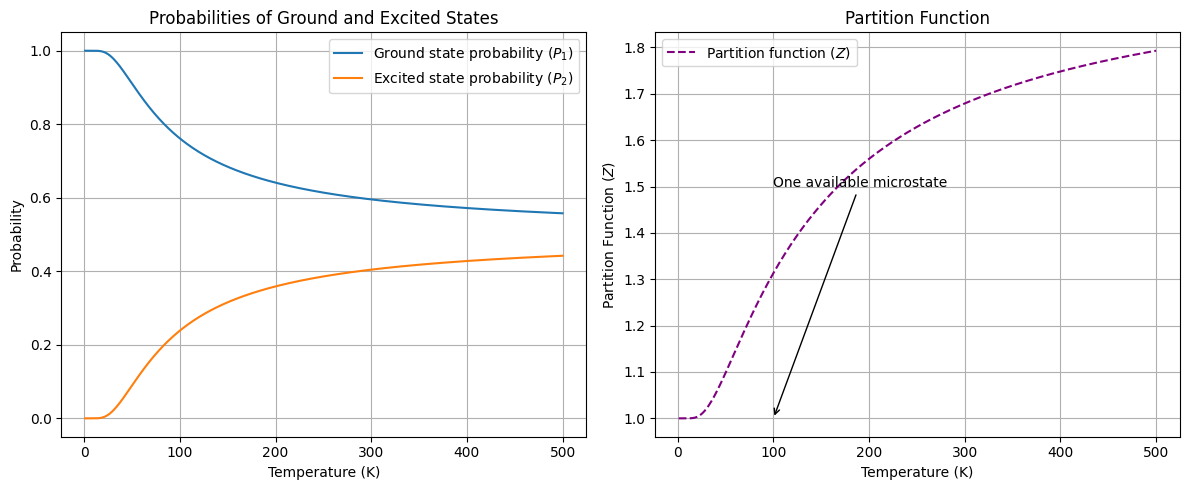 Probabilities of Ground and Excited States
Ground state probability (P₁)
Excited state probability (P₂)
Probability
1.0
0.8
0.6
0.4
0.2
0.0
0 100 200 300 400 500
Temperature (K)
Partition Function
Partition function (Z)
One available microstate
Partition Function (Z)
1.8
1.7
1.6
1.5
1.4
1.3
1.2
1.1
1.0
0 100 200 300 400 500
Temperature (K)